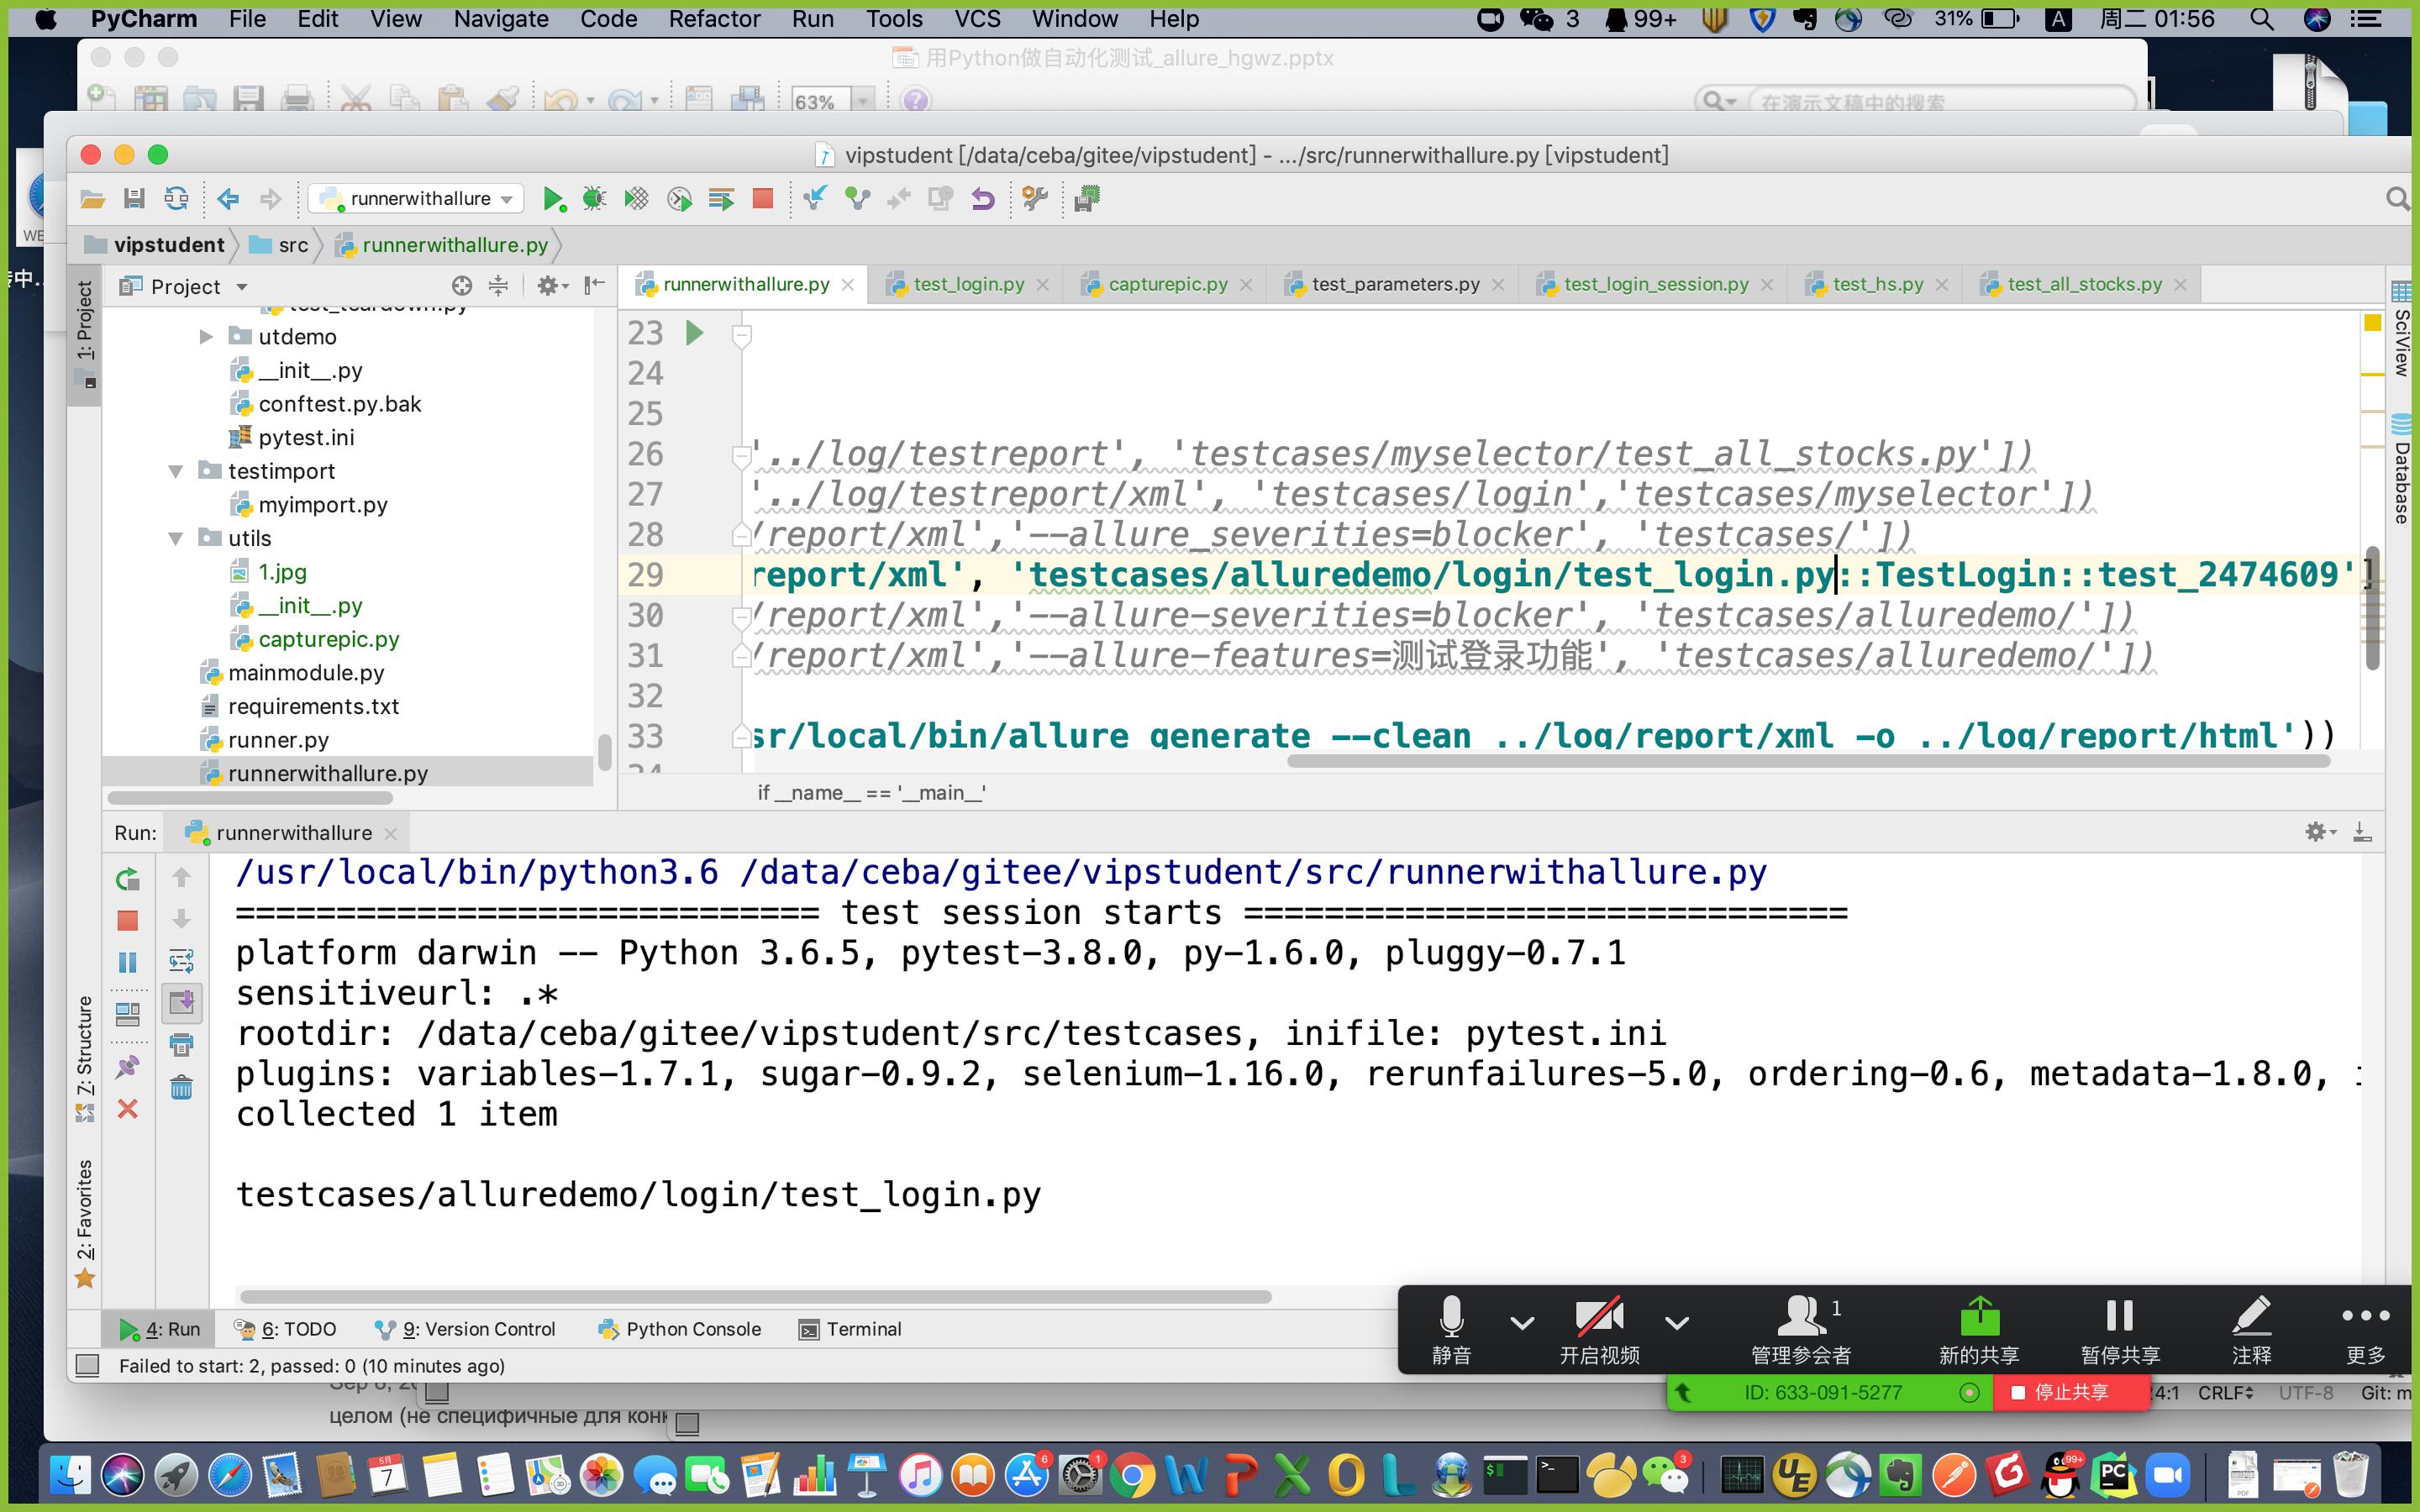 PyCharm File Edit View Navigate Code Refactor Run Tools VCS Window Help 3 99+ 31% A 周二 01:56
用Python做自动化测试_allure_hgwz.pptx
63% 在演示文稿中的搜索
vipstudent [/data/ceba/gitee/vipstudent] - .../src/runnerwithallure.py [vipstudent]
runnerwithallure
vipstudent src runnerwithallure.py
Project
runnerwithallure.py test_login.py capturepic.py test_parameters.py test_login_session.py test_hs.py test_all_stocks.py
1: Project
test_teardown.py
utdemo
__init__.py
conftest.py.bak
pytest.ini
testimport
myimport.py
utils
1.jpg
__init__.py
capturepic.py
mainmodule.py
requirements.txt
runner.py
runnerwithallure.py
23
24
25
26 '../log/testreport', 'testcases/myselector/test_all_stocks.py'])
27 '../log/testreport/xml', 'testcases/login','testcases/myselector'])
28 /report/xml','--allure_severities=blocker', 'testcases/'])
29 report/xml', 'testcases/alluredemo/login/test_login.py::TestLogin::test_2474609']
30 /report/xml','--allure-severities=blocker', 'testcases/alluredemo/'])
31 /report/xml','--allure-features=测试登录功能', 'testcases/alluredemo/'])
32
33 sr/local/bin/allure generate --clean ../log/report/xml -o ../log/report/html'))
34
if __name__ == '__main__'
SciView
Database
Run: runnerwithallure
/usr/local/bin/python3.6 /data/ceba/gitee/vipstudent/src/runnerwithallure.py
============================= test session starts ==============================
platform darwin -- Python 3.6.5, pytest-3.8.0, py-1.6.0, pluggy-0.7.1
sensitiveurl: .*
rootdir: /data/ceba/gitee/vipstudent/src/testcases, inifile: pytest.ini
plugins: variables-1.7.1, sugar-0.9.2, selenium-1.16.0, rerunfailures-5.0, ordering-0.6, metadata-1.8.0,
collected 1 item
testcases/alluredemo/login/test_login.py
Z: Structure
2: Favorites
4: Run 6: TODO 9: Version Control Python Console Terminal
Failed to start: 2, passed: 0 (10 minutes ago)
1
静音 开启视频 管理参会者 新的共享 暂停共享 注释 更多
ID: 633-091-5277 停止共享
24:1 CRLF UTF-8 Git: m
целом (не специфичные для кон